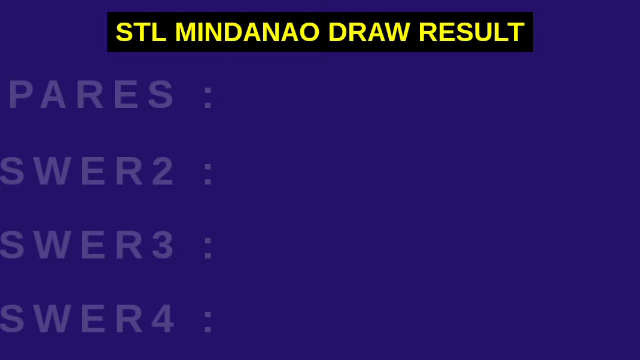 STL MINDANAO DRAW RESULT
PARES :
SWER2 :
SWER3 :
SWER4 :